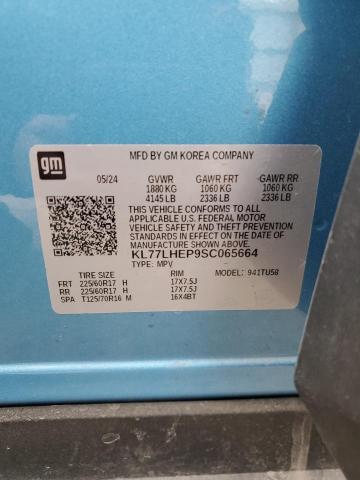 gm
MFD BY GM KOREA COMPANY
05/24 GVWR GAWR FRT GAWR RR
1880 KG 1060 KG 1060 KG
4145 LB 2336 LB 2336 LB
THIS VEHICLE CONFORMS TO ALL
APPLICABLE U.S. FEDERAL MOTOR
VEHICLE SAFETY AND THEFT PREVENTION
STANDARDS IN EFFECT ON THE DATE OF
MANUFACTURE SHOWN ABOVE.
KL77LHEP9SC065664
TYPE: MPV
TIRE SIZE RIM MODEL: 941TU58
FRT 225/60R17 H 17X7.5J
RR 225/60R17 H 17X7.5J
SPA T125/70R16 M 16X4BT